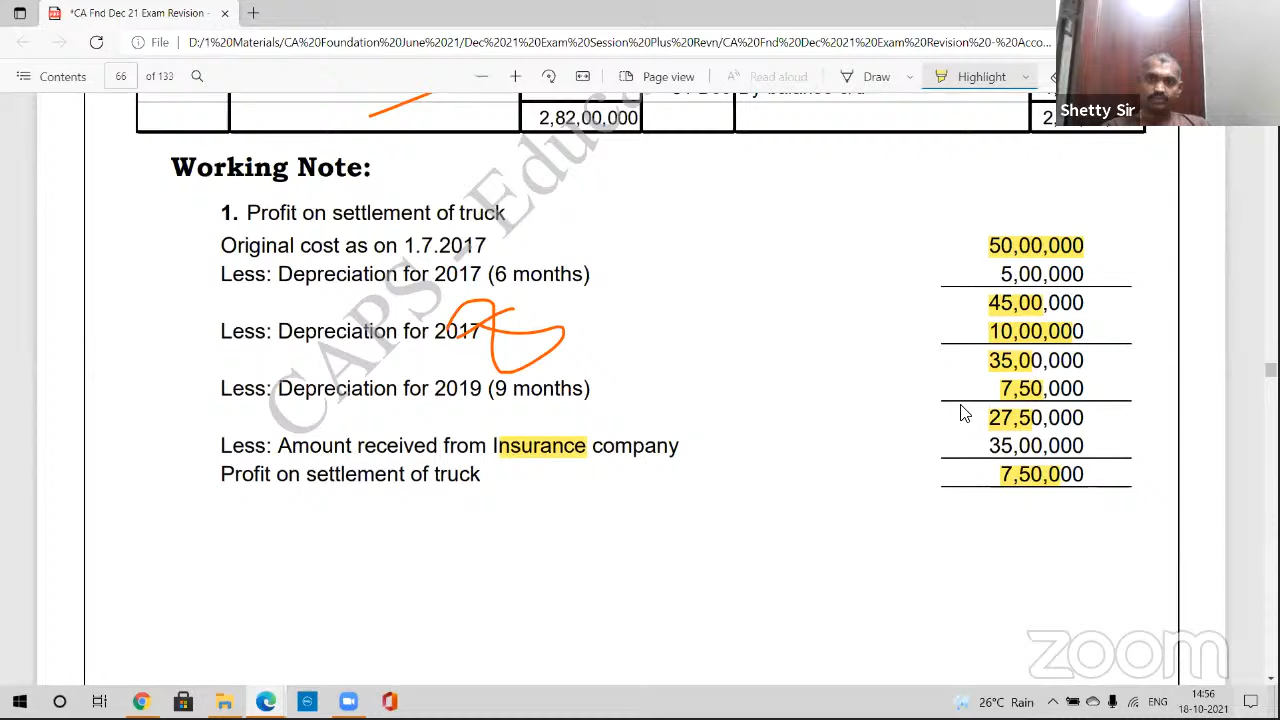 *CA Fnd Dec 21 Exam Revision -
File
D:/1%20Materials/CA%20Foundation%20June%202021/Dec%2021%20Exam%20Session%20Plus%20Revn/CA%20Fnd%20Dec%2021%20Exam%20Revision%20-%20Acco...
Contents 66 of 133 Page view Read aloud Draw Highlight
Shetty Sir
2,82,00,000 2,
Working Note:
1. Profit on settlement of truck
Original cost as on 1.7.2017 50,00,000
Less: Depreciation for 2017 (6 months) 5,00,000
45,00,000
Less: Depreciation for 2017 10,00,000
8
35,00,000
Less: Depreciation for 2019 (9 months) 7,50,000
27,50,000
Less: Amount received from Insurance company 35,00,000
Profit on settlement of truck 7,50,000
CAPS - Educa
zoom
26°C Rain ENG 14:56
18-10-2021